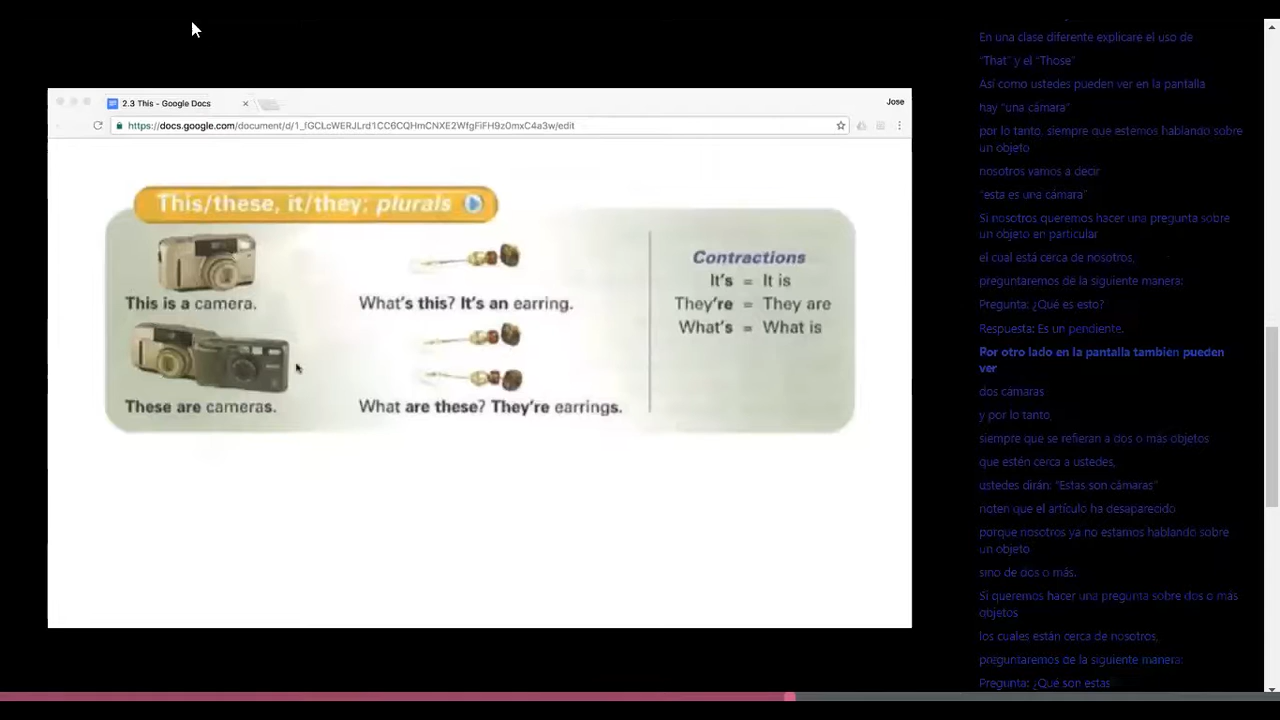 2.3 This - Google Docs
Jose
https://docs.google.com/document/d/1_fGCLcWERJLrd1CC6CQHmCNXE2WfgFiFH9z0mxC4a3w/edit
This/these, it/they; plurals
This is a camera.
These are cameras.
What's this? It's an earring.
What are these? They're earrings.
Contractions
It's = It is
They're = They are
What's = What is
En una clase diferente explicare el uso de
"That" y el "Those"
Así como ustedes pueden ver en la pantalla
hay "una cámara"
por lo tanto, siempre que estemos hablando sobre
un objeto
nosotros vamos a decir
"esta es una cámara"
Si nosotros queremos hacer una pregunta sobre
un objeto en particular
el cual está cerca de nosotros,
preguntaremos de la siguiente manera:
Pregunta: ¿Qué es esto?
Respuesta: Es un pendiente.
Por otro lado en la pantalla tambien pueden
ver
dos cámaras
y por lo tanto,
siempre que se refieran a dos o más objetos
que estén cerca a ustedes,
ustedes dirán: "Estas son cámaras"
noten que el artículo ha desaparecido
porque nosotros ya no estamos hablando sobre
un objeto
sino de dos o más.
Si queremos hacer una pregunta sobre dos o más
objetos
los cuales están cerca de nosotros,
preguntaremos de la siguiente manera:
Pregunta: ¿Qué son estas